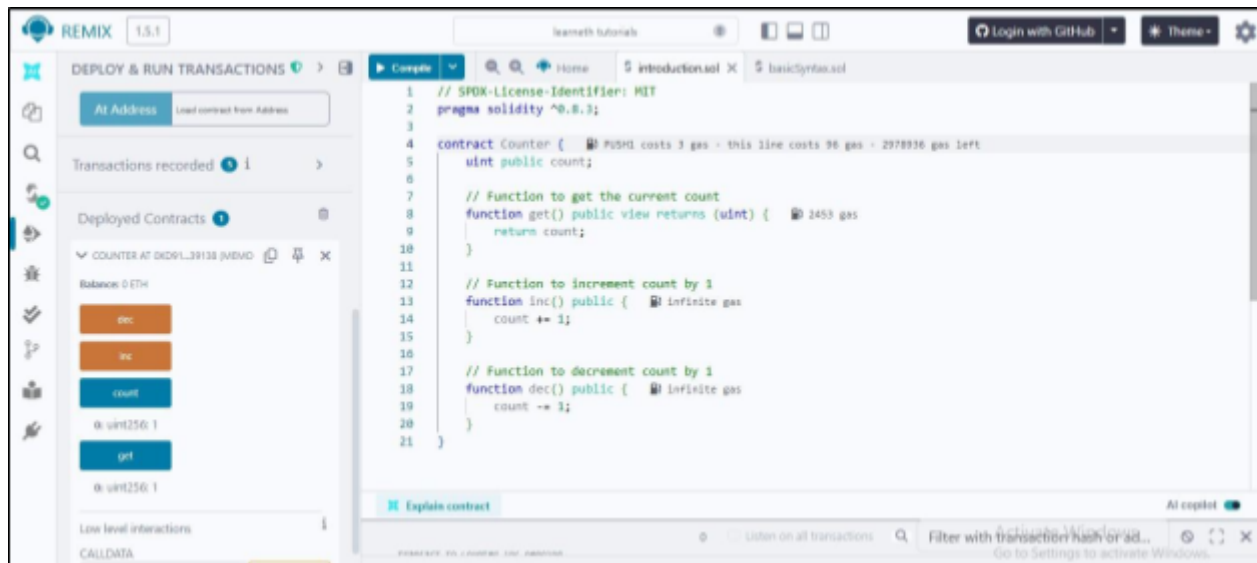 REMIX 1.5.1 learneth tutorials Login with GitHub Theme
DEPLOY & RUN TRANSACTIONS
At Address Load contract from Address
Transactions recorded 5 i
Deployed Contracts 1
COUNTER AT 0XD91...39138 (MEMO
Balance: 0 ETH
dec
inc
count
0: uint256: 1
get
0: uint256: 1
Low level interactions i
CALLDATA
Compile Home introduction.sol basicSyntax.sol
1 // SPDX-License-Identifier: MIT
2 pragma solidity ^0.8.3;
3
4 contract Counter { PUSH1 costs 3 gas - this line costs 96 gas - 2978936 gas left
5 uint public count;
6
7 // Function to get the current count
8 function get() public view returns (uint) { 2453 gas
9 return count;
10 }
11
12 // Function to increment count by 1
13 function inc() public { infinite gas
14 count += 1;
15 }
16
17 // Function to decrement count by 1
18 function dec() public { infinite gas
19 count -= 1;
20 }
21 }
Explain contract AI copilot
0 Listen on all transactions Filter with transaction hash or ad...
Activate Windows
Go to Settings to activate Windows.